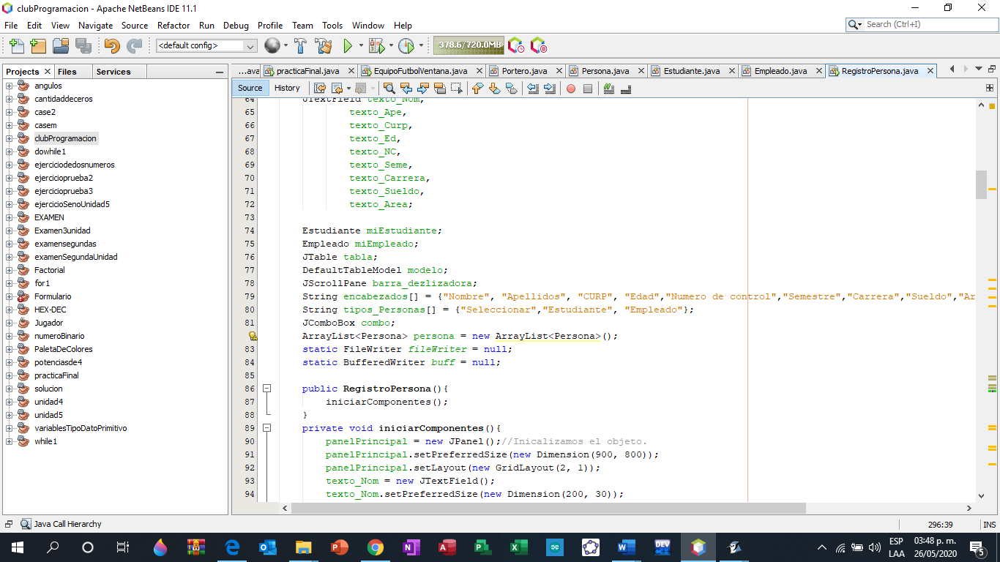 clubProgramacion - Apache NetBeans IDE 11.1
File Edit View Navigate Source Refactor Run Debug Profile Team Tools Window Help
Search (Ctrl+I)
<default config>
378.6/720.0MB
Projects Files Services
...ava practicaFinal.java EquipoFutbolVentana.java Portero.java Persona.java Estudiante.java Empleado.java RegistroPersona.java
Source History
angulos
cantidaddeceros
case2
casem
clubProgramacion
dowhile1
ejerciciodedosnumeros
ejercicioprueba2
ejercicioprueba3
ejercicioSenoUnidad5
EXAMEN
Examen3unidad
examensegundas
examenSegundaUnidad
Factorial
for1
Formulario
HEX-DEC
Jugador
numeroBinario
PaletaDeColores
potenciasde4
practicaFinal
solucion
unidad4
unidad5
variablesTipoDatoPrimitivo
while1
64 JTextField texto_Nom,
65 texto_Ape,
66 texto_Curp,
67 texto_Ed,
68 texto_NC,
69 texto_Seme,
70 texto_Carrera,
71 texto_Sueldo,
72 texto_Area;
73
74 Estudiante miEstudiante;
75 Empleado miEmpleado;
76 JTable tabla;
77 DefaultTableModel modelo;
78 JScrollPane barra_dezlizadora;
79 String encabezados[] = {"Nombre", "Apellidos", "CURP", "Edad","Numero de control","Semestre","Carrera","Sueldo","Ar
80 String tipos_Personas[] = {"Seleccionar","Estudiante", "Empleado"};
81 JComboBox combo;
ArrayList<Persona> persona = new ArrayList<Persona>();
83 static FileWriter fileWriter = null;
84 static BufferedWriter buff = null;
85
86 public RegistroPersona(){
87 iniciarComponentes();
88 }
89 private void iniciarComponentes(){
90 panelPrincipal = new JPanel();//Inicalizamos el objeto.
91 panelPrincipal.setPreferredSize(new Dimension(900, 800));
92 panelPrincipal.setLayout(new GridLayout(2, 1));
93 texto_Nom = new JTextField();
94 texto_Nom.setPreferredSize(new Dimension(200, 30));
Java Call Hierarchy
296:39 INS
ESP
LAA
03:48 p. m.
26/05/2020
5
DEV